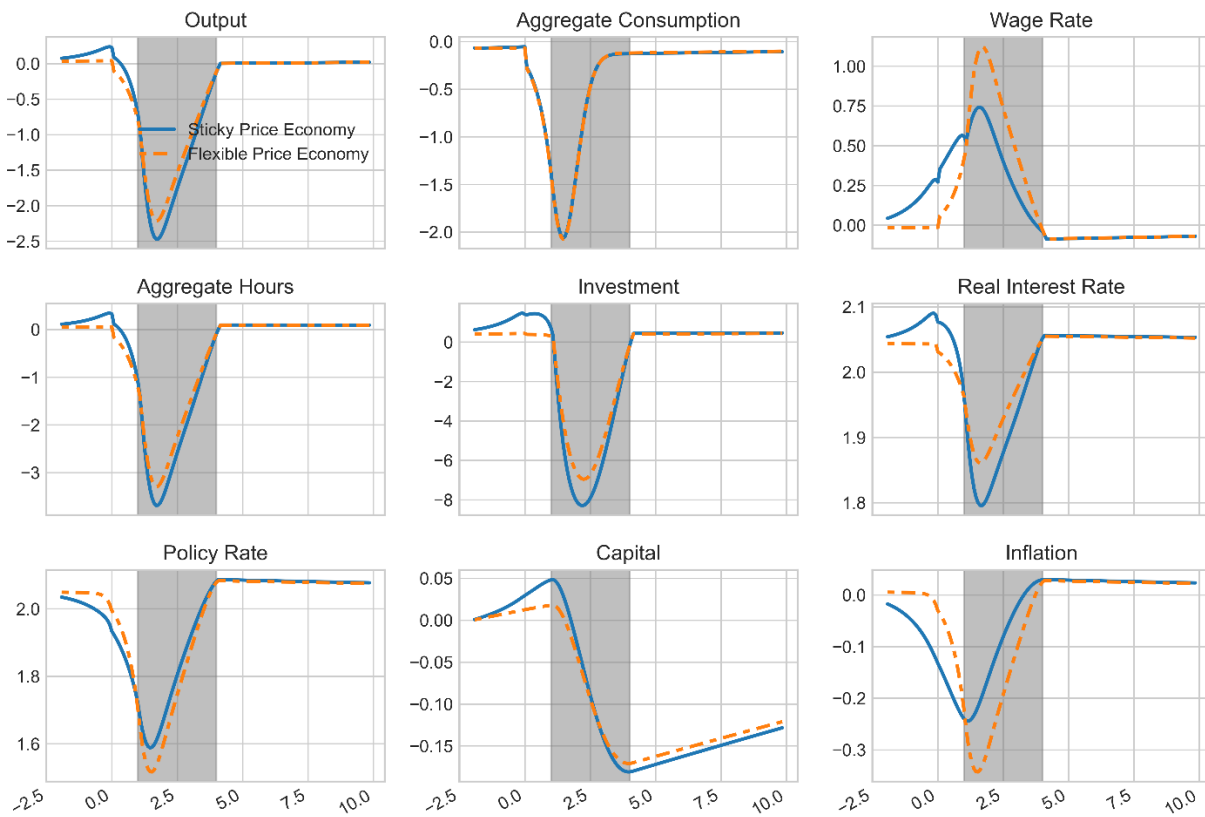 Output
Aggregate Consumption
Wage Rate
0.0
−0.5
−1.0
−1.5
−2.0
−2.5
Sticky Price Economy
Flexible Price Economy
0.0
−0.5
−1.0
−1.5
−2.0
1.00
0.75
0.50
0.25
0.00
Aggregate Hours
Investment
Real Interest Rate
0
−1
−2
−3
0
−2
−4
−6
−8
2.1
2.0
1.9
1.8
Policy Rate
Capital
Inflation
2.0
1.8
1.6
0.05
0.00
−0.05
−0.10
−0.15
0.0
−0.1
−0.2
−0.3
−2.5 0.0 2.5 5.0 7.5 10.0
−2.5 0.0 2.5 5.0 7.5 10.0
−2.5 0.0 2.5 5.0 7.5 10.0